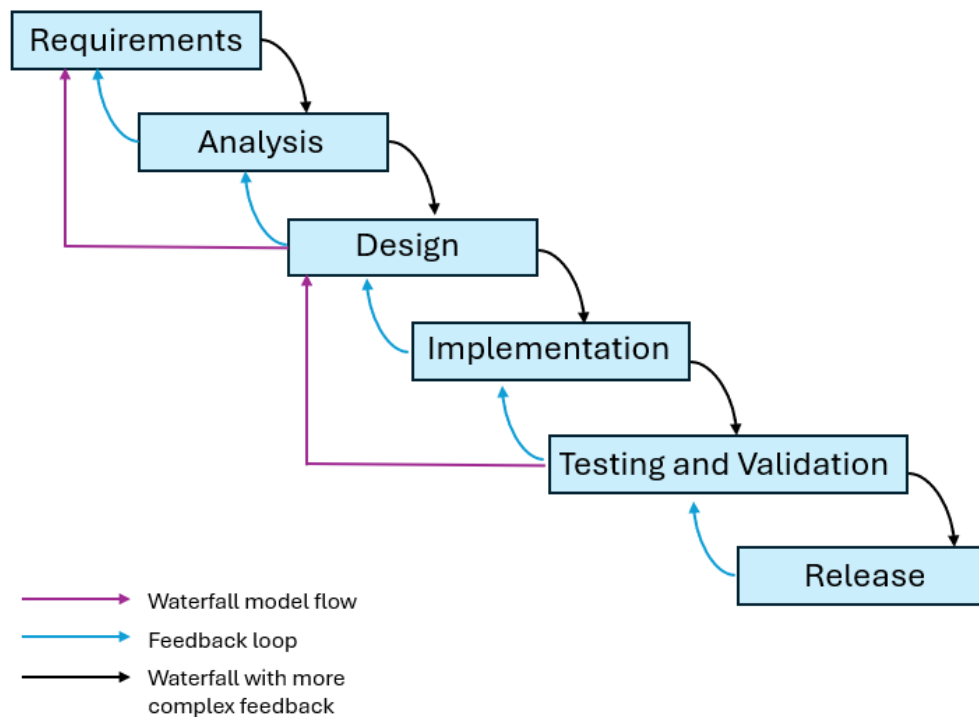 Requirements
Analysis
Design
Implementation
Testing and Validation
Release
Waterfall model flow
Feedback loop
Waterfall with more
complex feedback